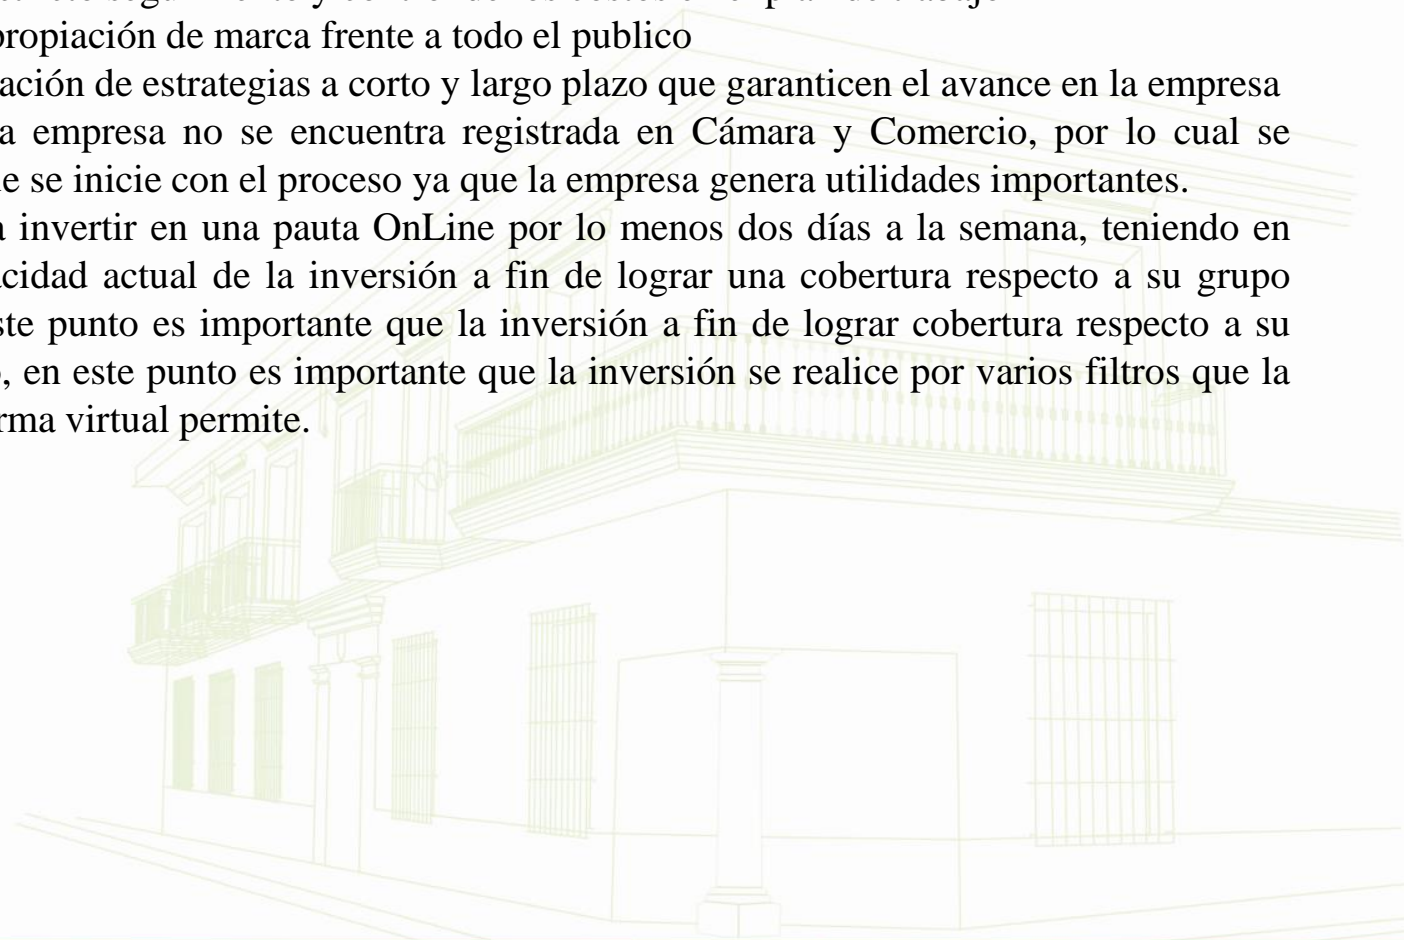 propiación de marca frente a todo el publico
ación de estrategias a corto y largo plazo que garanticen el avance en la empresa
a empresa no se encuentra registrada en Cámara y Comercio, por lo cual se
e se inicie con el proceso ya que la empresa genera utilidades importantes.
a invertir en una pauta OnLine por lo menos dos días a la semana, teniendo en
acidad actual de la inversión a fin de lograr una cobertura respecto a su grupo
ste punto es importante que la inversión a fin de lograr cobertura respecto a su
, en este punto es importante que la inversión se realice por varios filtros que la
rma virtual permite.